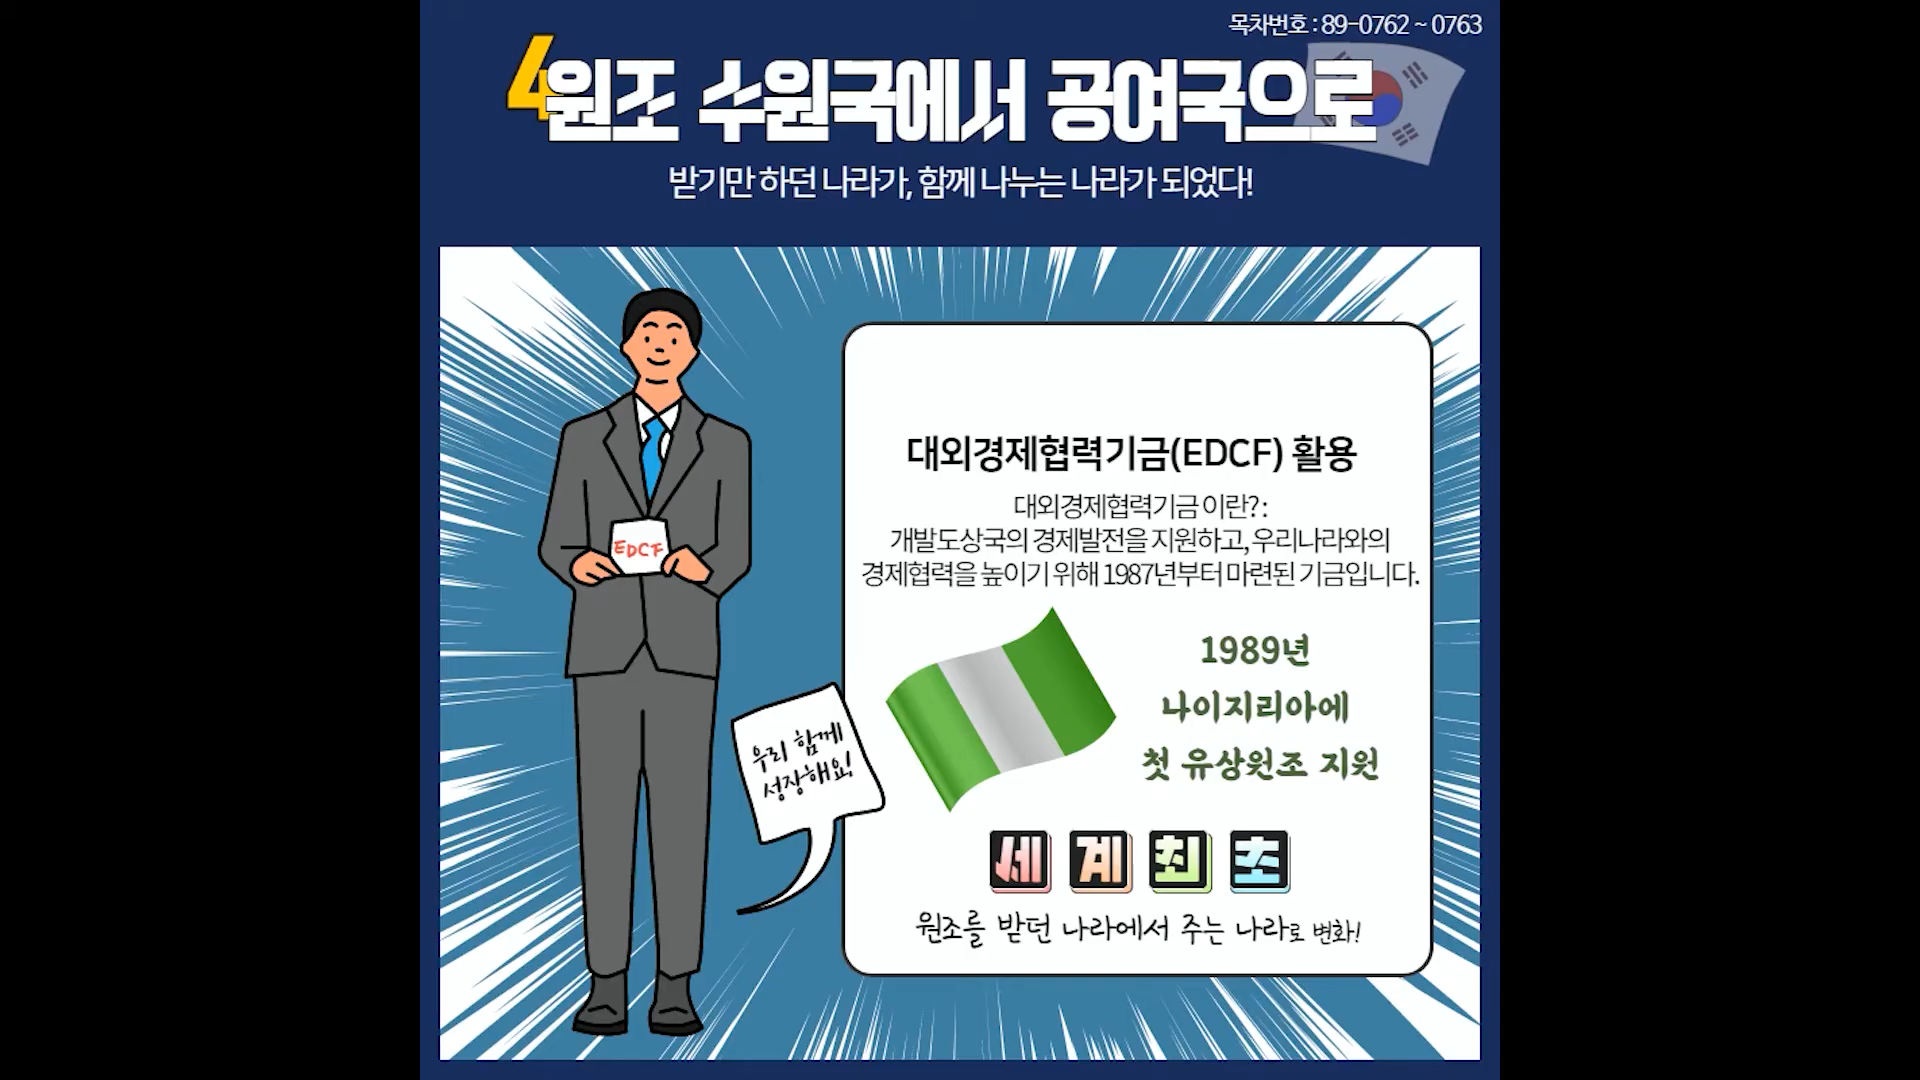 목차번호 : 89-0762 ~ 0763
4
원조 수원국에서 공여국으로
받기만 하던 나라가, 함께 나누는 나라가 되었다!
대외경제협력기금(EDCF) 활용
대외경제협력기금 이란? :
개발도상국의 경제발전을 지원하고, 우리나라와의
경제협력을 높이기 위해 1987년부터 마련된 기금입니다.
EDCF
1989년
나이지리아에
첫 유상원조 지원
우리 함께
성장해요!
세계최초
원조를 받던 나라에서 주는 나라로 변화!